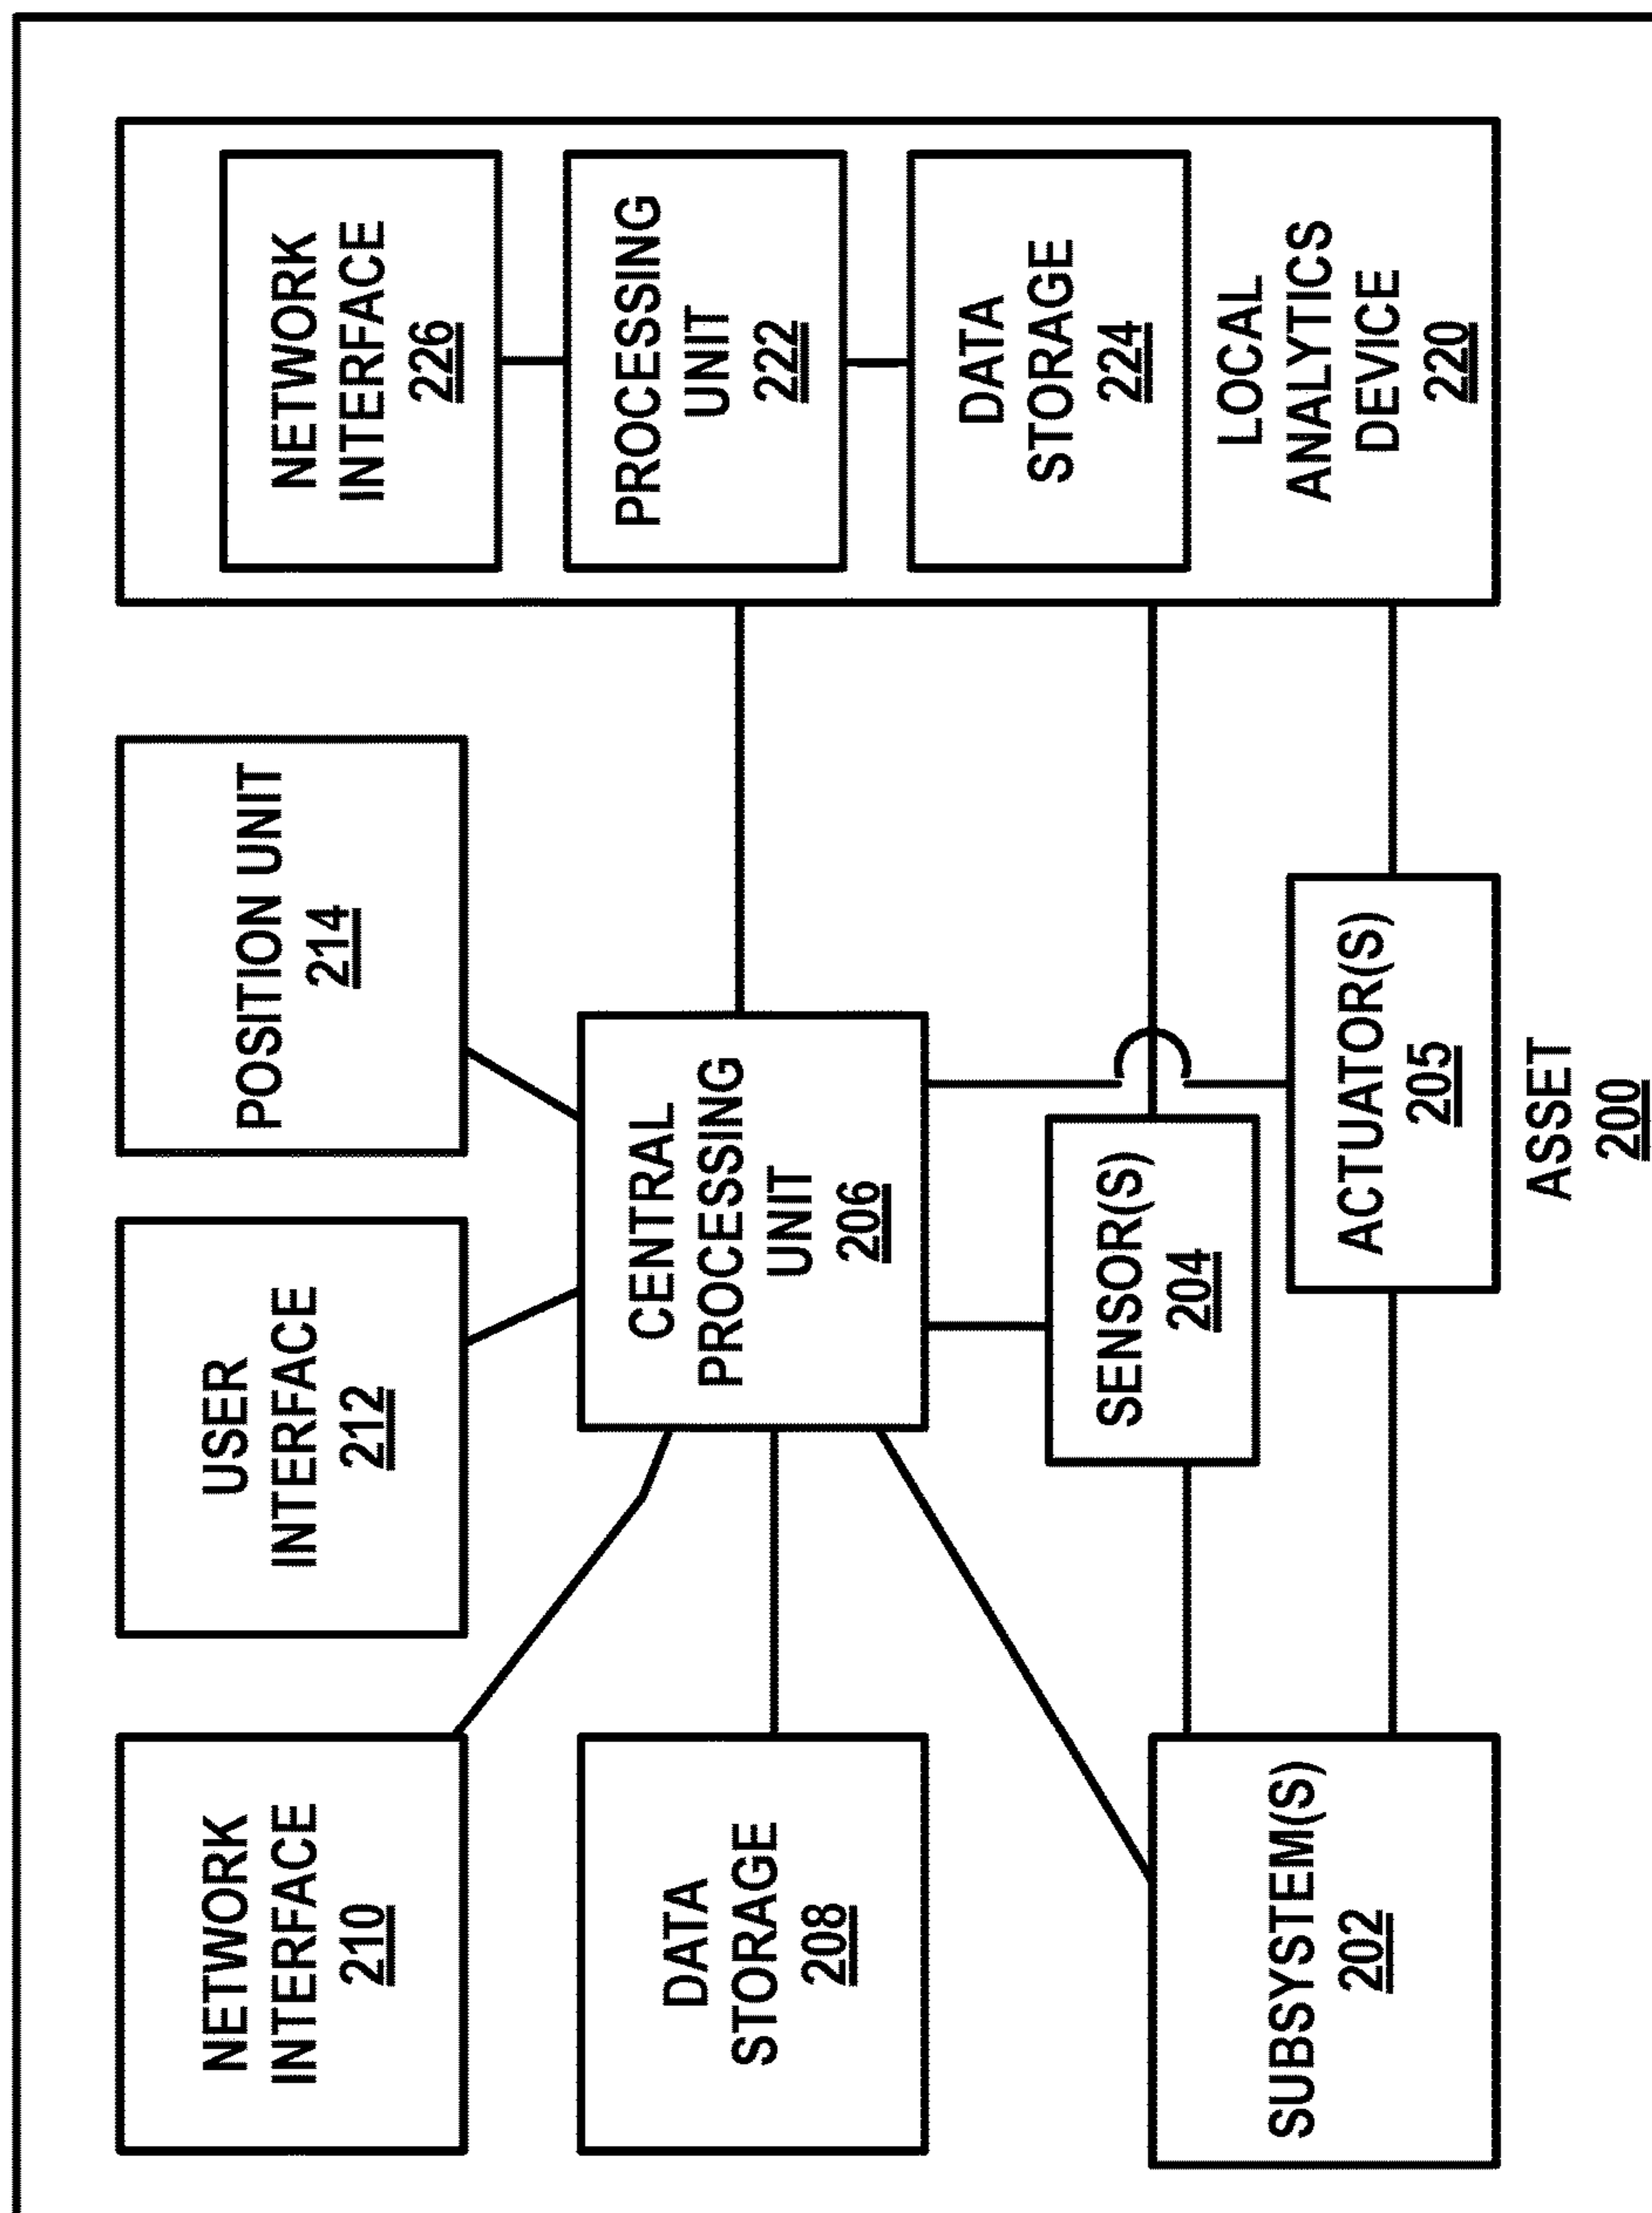 NETWORK
INTERFACE
210
USER
INTERFACE
212
POSITION UNIT
214
NETWORK
INTERFACE
226
PROCESSING
UNIT
222
DATA
STORAGE
224
LOCAL
ANALYTICS
DEVICE
220
DATA
STORAGE
208
CENTRAL
PROCESSING
UNIT
206
SUBSYSTEM(S)
202
SENSOR(S)
204
ACTUATOR(S)
205
ASSET
200